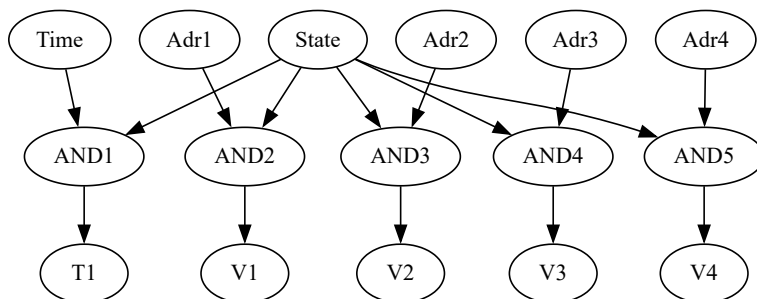 Time Adr1 State Adr2 Adr3 Adr4
AND1 AND2 AND3 AND4 AND5
T1 V1 V2 V3 V4